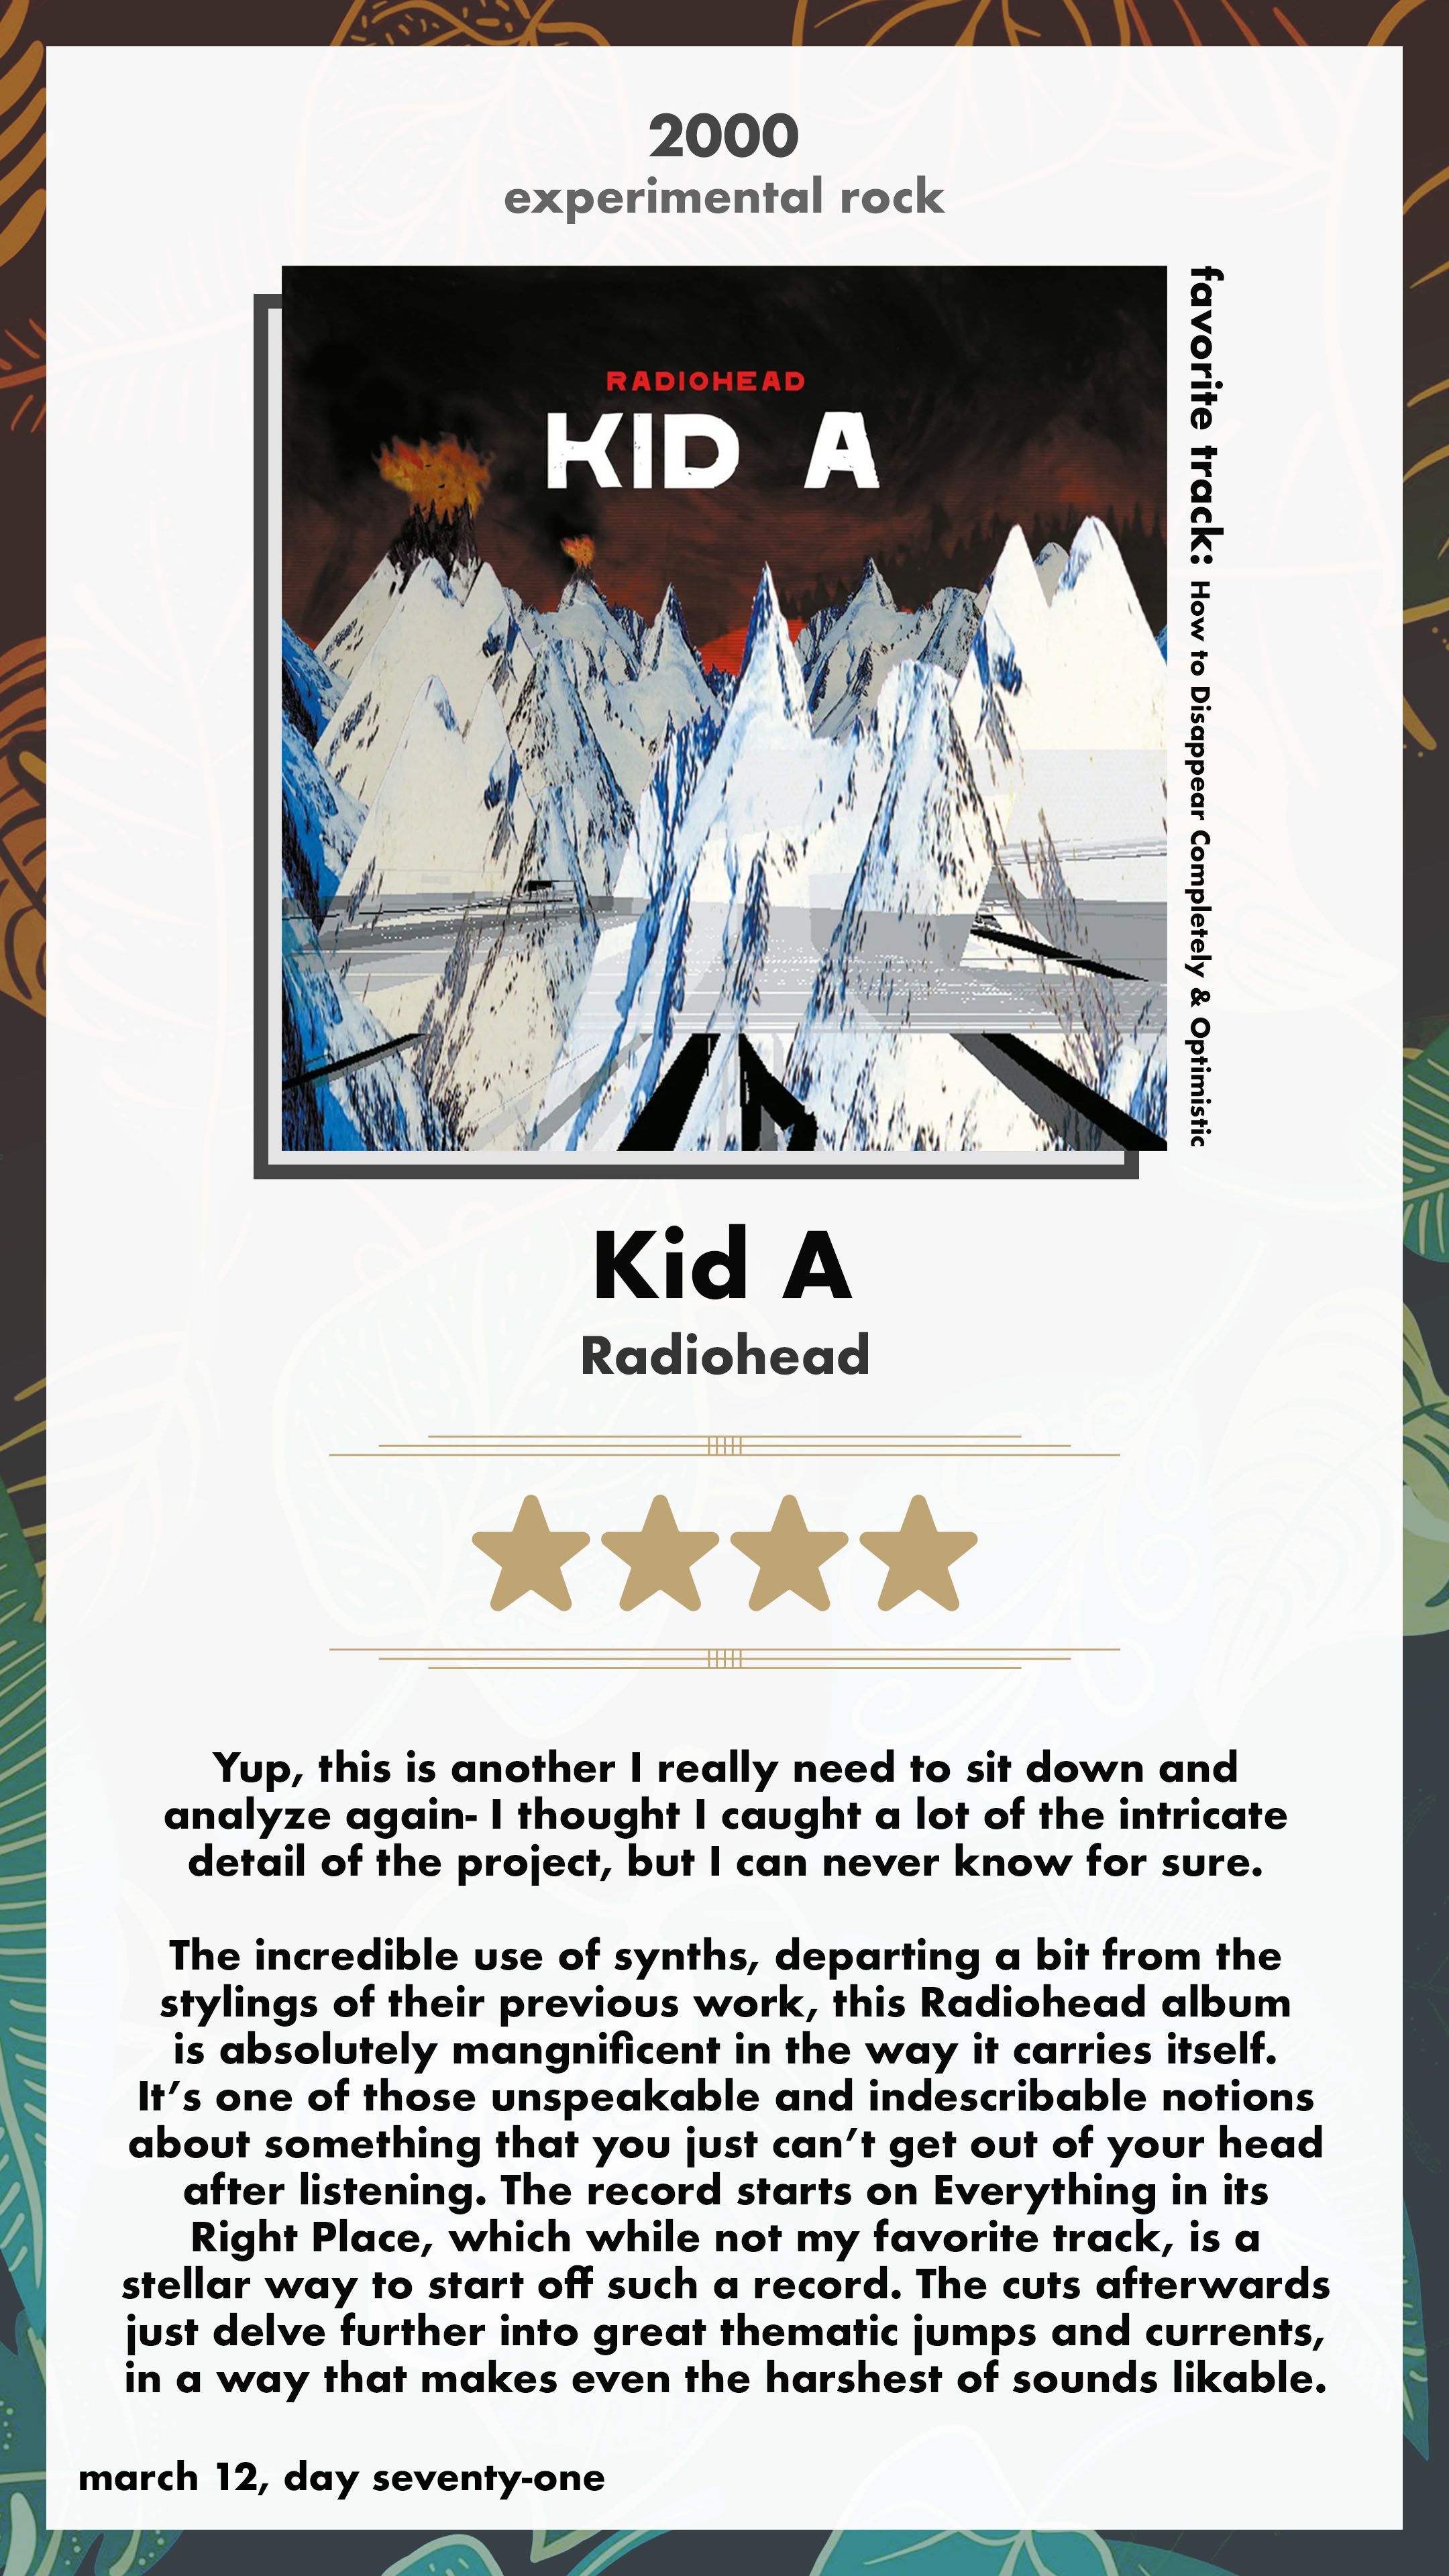 2000
experimental rock
RADIOHEAD
KID A
favorite track: How to Disappear Completely & Optimistic
Kid A
Radiohead
Yup, this is another I really need to sit down and
analyze again- I thought I caught a lot of the intricate
detail of the project, but I can never know for sure.
The incredible use of synths, departing a bit from the
stylings of their previous work, this Radiohead album
is absolutely mangnificent in the way it carries itself.
It’s one of those unspeakable and indescribable notions
about something that you just can’t get out of your head
after listening. The record starts on Everything in its
Right Place, which while not my favorite track, is a
stellar way to start off such a record. The cuts afterwards
just delve further into great thematic jumps and currents,
in a way that makes even the harshest of sounds likable.
march 12, day seventy-one